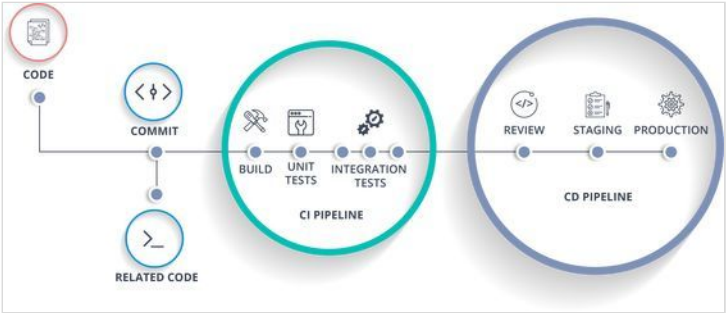 CODE
COMMIT
RELATED CODE
BUILD
UNIT
TESTS
INTEGRATION
TESTS
CI PIPELINE
REVIEW
STAGING
PRODUCTION
CD PIPELINE